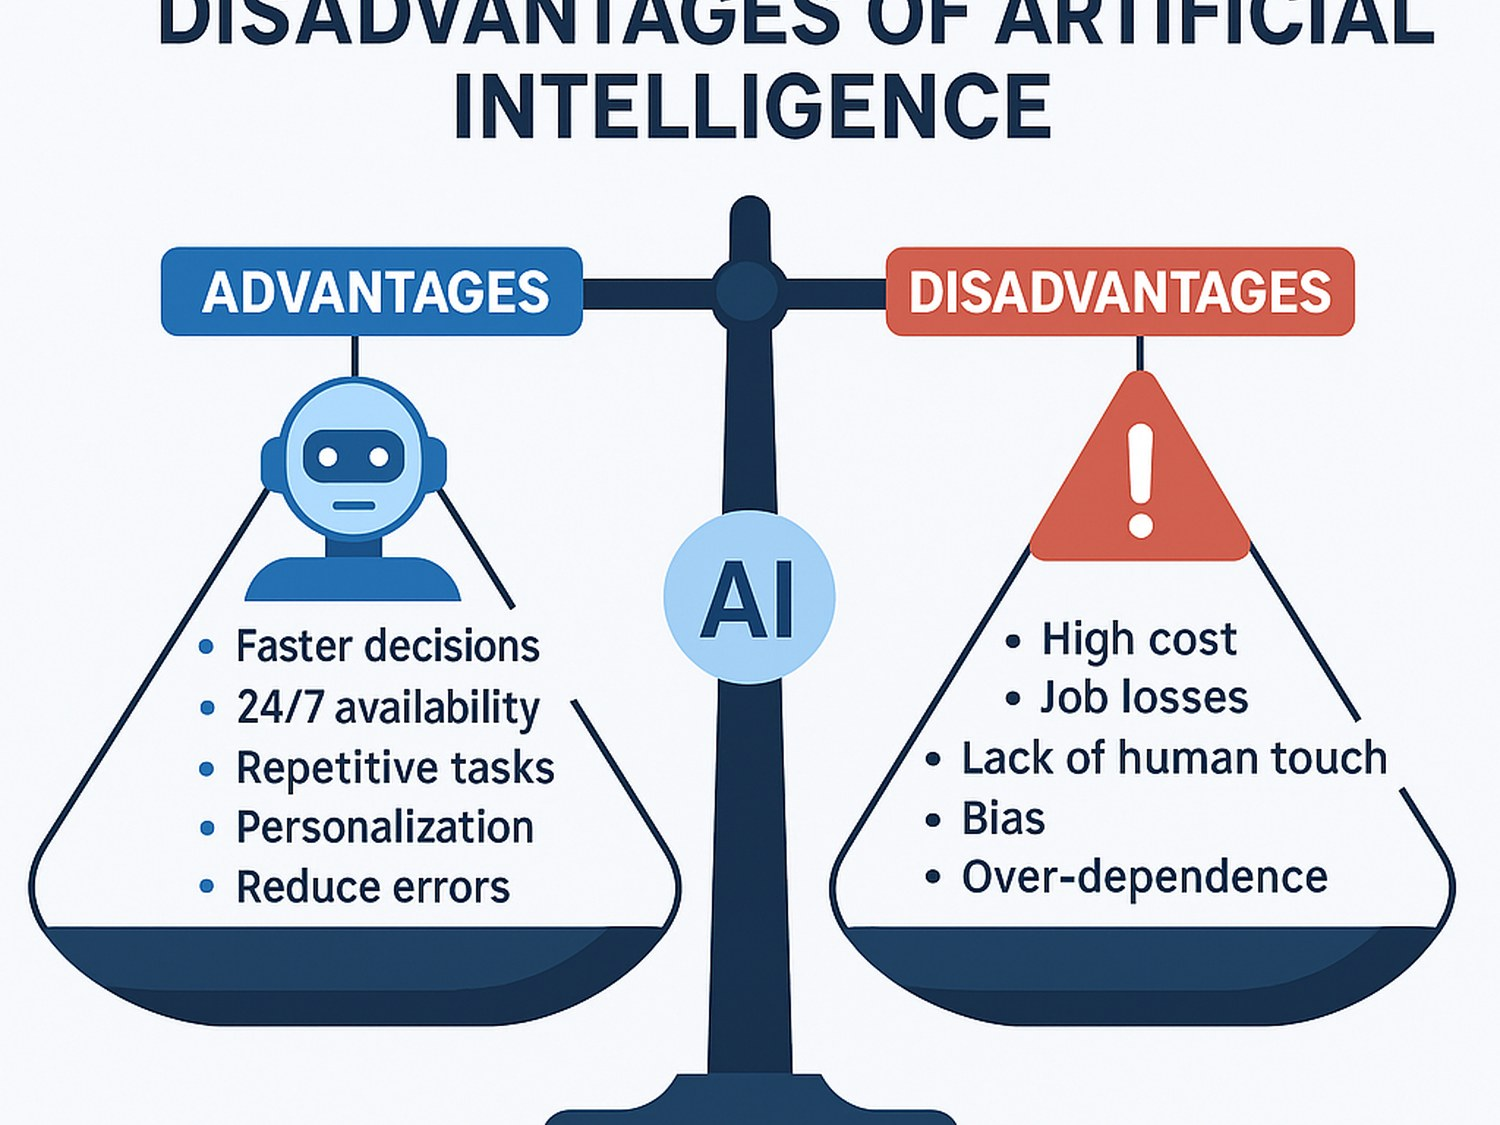 DISADVANTAGES OF ARTIFICIAL
INTELLIGENCE
ADVANTAGES
• Faster decisions
• 24/7 availability
• Repetitive tasks
• Personalization
• Reduce errors
AI
DISADVANTAGES
• High cost
• Job losses
• Lack of human touch
• Bias
• Over-dependence